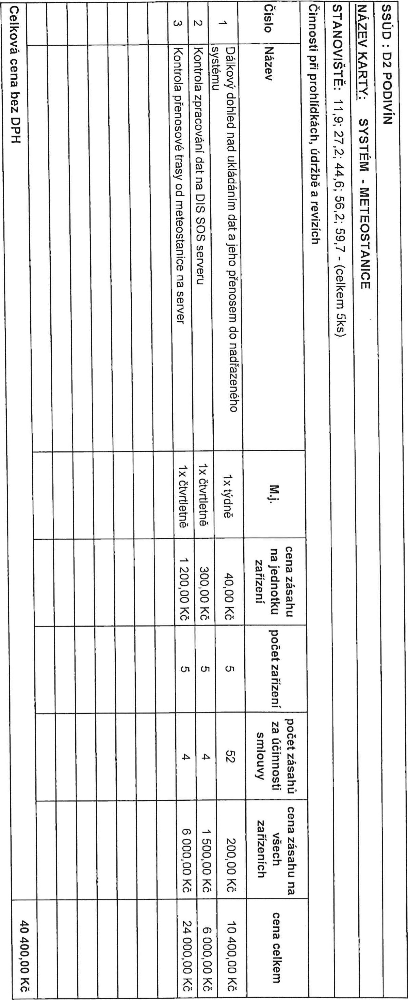 SSÚD : D2 PODIVÍN
NÁZEV KARTY: SYSTÉM - METEOSTANICE
STANOVIŠTĚ: 11,9; 27,2; 44,6; 56,2; 59,7 - (celkem 5ks)
Činnosti při prohlídkách, údržbě a revizích
Číslo Název M.j. cena zásahu na jednotku zařízení počet zařízení počet zásahů za účinnosti smlouvy cena zásahu na všech zařízeních cena celkem
1 Dálkový dohled nad ukládáním dat a jeho přenosem do nadřazeného systému 1x týdně 40,00 Kč 5 52 200,00 Kč 10 400,00 Kč
2 Kontrola zpracování dat na DIS SOS serveru 1x čtvrtletně 300,00 Kč 5 4 1 500,00 Kč 6 000,00 Kč
3 Kontrola přenosové trasy od meteostanice na server 1x čtvrtletně 1 200,00 Kč 5 4 6 000,00 Kč 24 000,00 Kč
Celková cena bez DPH 40 400,00 Kč